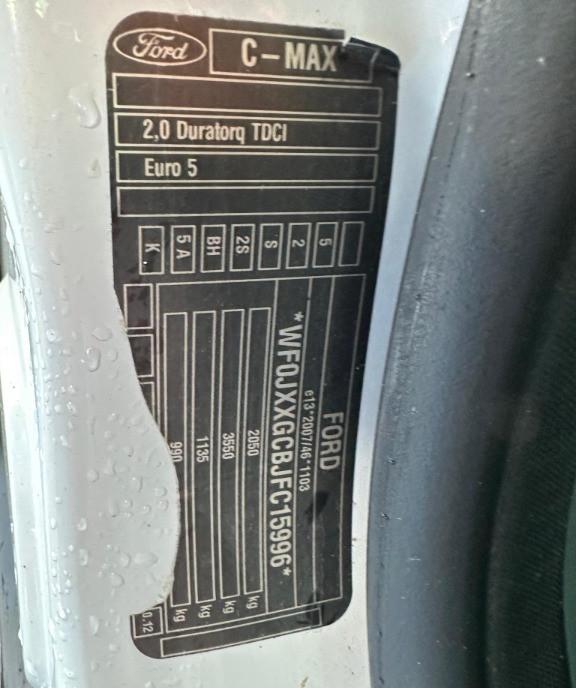 Ford
C-MAX
2,0 Duratorq TDCI
Euro 5
K 5 A BH 2S S 2 5
FORD
e13*2007/46*1103
*WF0JXXGCBJFC15996*
2050 kg
3550 kg
1135 kg
990 kg
0.12